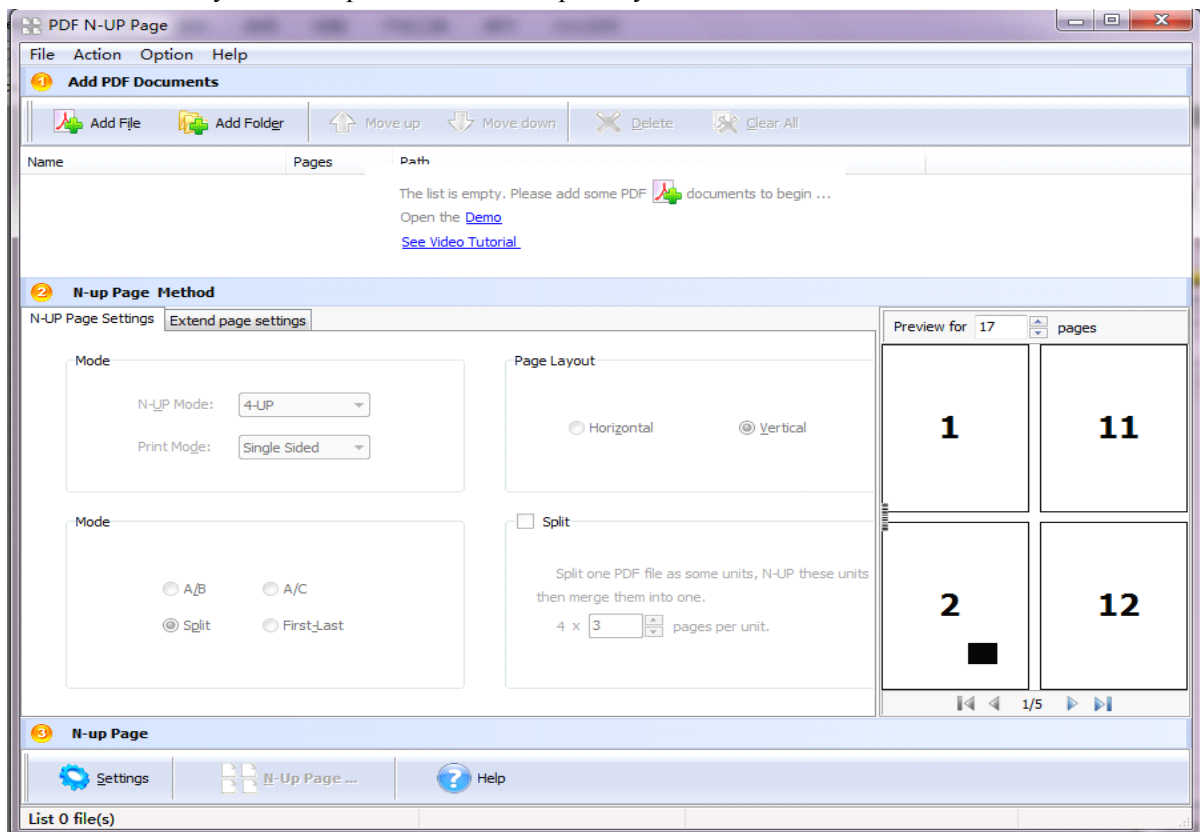 PDF N-UP Page
File Action Option Help
1 Add PDF Documents
Add File Add Folder Move up Move down Delete Clear All
Name Pages Path
The list is empty. Please add some PDF documents to begin ...
Open the Demo
See Video Tutorial
2 N-up Page Method
N-UP Page Settings Extend page settings
Preview for 17 pages
Mode
N-UP Mode: 4-UP
Print Mode: Single Sided
Page Layout
Horizontal Vertical
1 11
Mode
A/B A/C
Split First-Last
Split
Split one PDF file as some units, N-UP these units
then merge them into one.
4 x 3 pages per unit.
2 12
1/5
3 N-up Page
Settings N-Up Page ... Help
List 0 file(s)